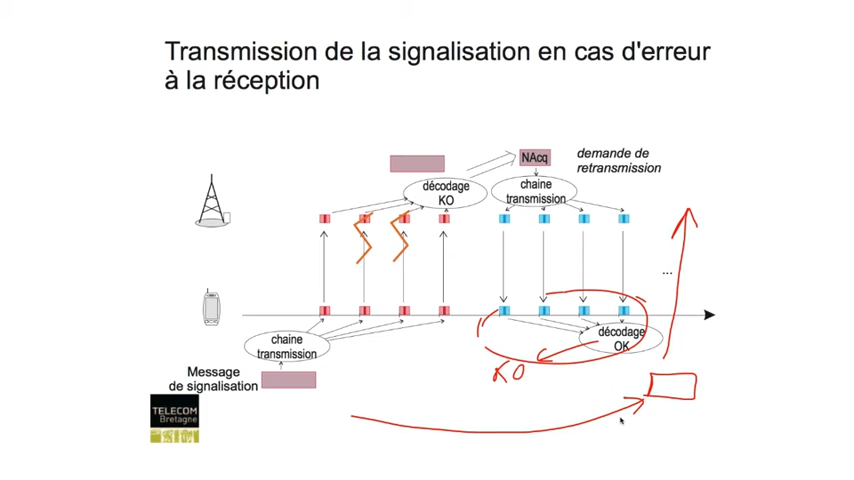 Transmission de la signalisation en cas d'erreur
à la réception
NAcq
demande de
retransmission
décodage
KO
chaine
transmission
...
chaine
transmission
décodage
OK
KO
Message
de signalisation
TELECOM
Bretagne